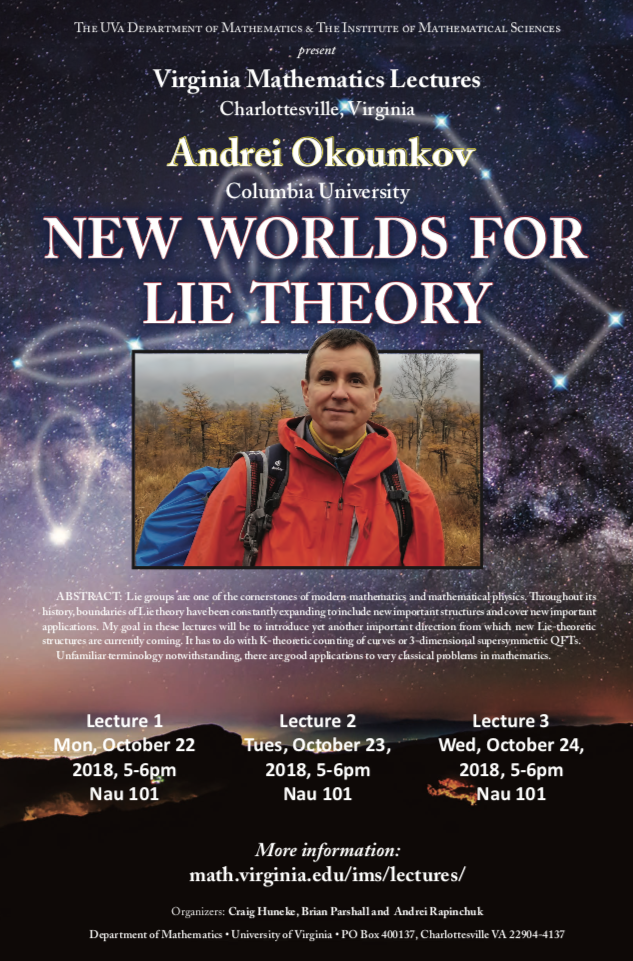 The UVa Department of Mathematics & The Institute of Mathematical Sciences
present
Virginia Mathematics Lectures
Charlottesville, Virginia
Andrei Okounkov
Columbia University
NEW WORLDS FOR
LIE THEORY
ABSTRACT: Lie groups are one of the cornerstones of modern mathematics and mathematical physics. Throughout its
history, boundaries of Lie theory have been constantly expanding to include new important structures and cover new important
applications. My goal in these lectures will be to introduce yet another important direction from which new Lie-theoretic
structures are currently coming. It has to do with K-theoretic counting of curves or 3-dimensional supersymmetric QFTs.
Unfamiliar terminology notwithstanding, there are good applications to very classical problems in mathematics.
Lecture 1
Mon, October 22
2018, 5-6pm
Nau 101
Lecture 2
Tues, October 23,
2018, 5-6pm
Nau 101
Lecture 3
Wed, October 24,
2018, 5-6pm
Nau 101
More information:
math.virginia.edu/ims/lectures/
Organizers: Craig Huneke, Brian Parshall and Andrei Rapinchuk
Department of Mathematics • University of Virginia • PO Box 400137, Charlottesville VA 22904-4137